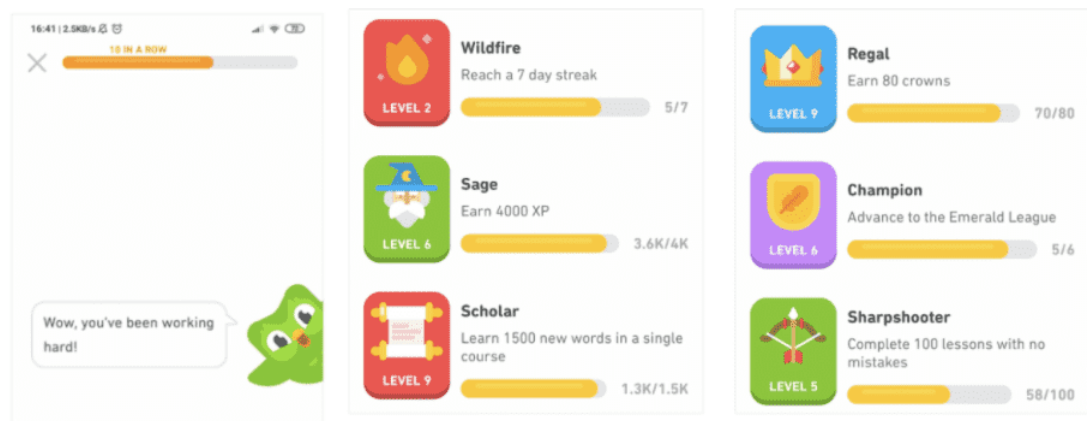 16:41 | 2.5KB/s
10 IN A ROW
Wow, you've been working
hard!
LEVEL 2
Wildfire
Reach a 7 day streak
5/7
LEVEL 6
Sage
Earn 4000 XP
3.6K/4K
LEVEL 9
Scholar
Learn 1500 new words in a single
course
1.3K/1.5K
LEVEL 9
Regal
Earn 80 crowns
70/80
LEVEL 6
Champion
Advance to the Emerald League
5/6
LEVEL 5
Sharpshooter
Complete 100 lessons with no
mistakes
58/100